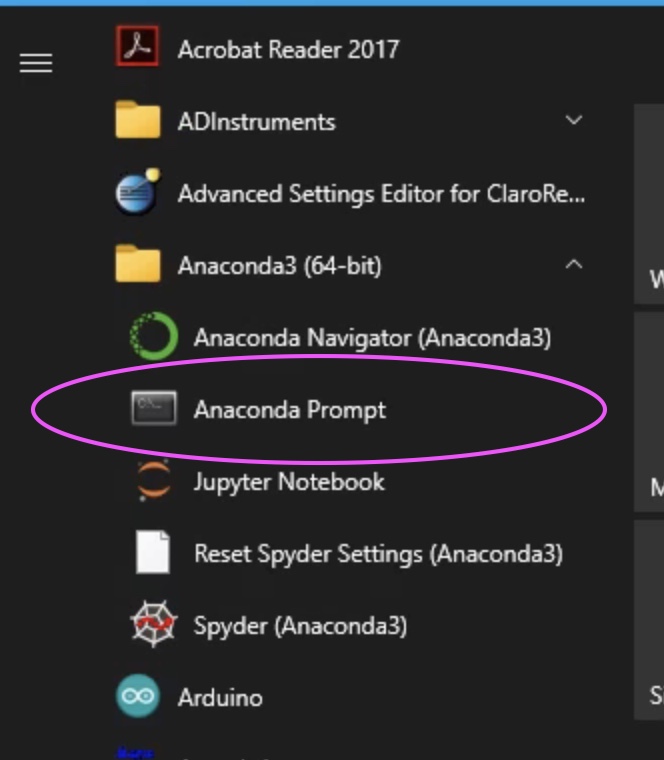 Acrobat Reader 2017
ADInstruments
Advanced Settings Editor for ClaroRe...
Anaconda3 (64-bit)
Anaconda Navigator (Anaconda3)
Anaconda Prompt
Jupyter Notebook
Reset Spyder Settings (Anaconda3)
Spyder (Anaconda3)
Arduino